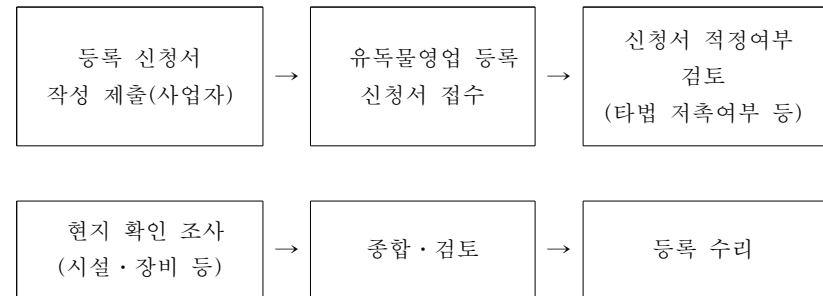 등록 신청서
작성 제출(사업자)
→
유독물영업 등록
신청서 접수
→
신청서 적정여부
검토
(타법 저촉여부 등)
현지 확인 조사
(시설・장비 등)
→
종합・검토
→
등록 수리